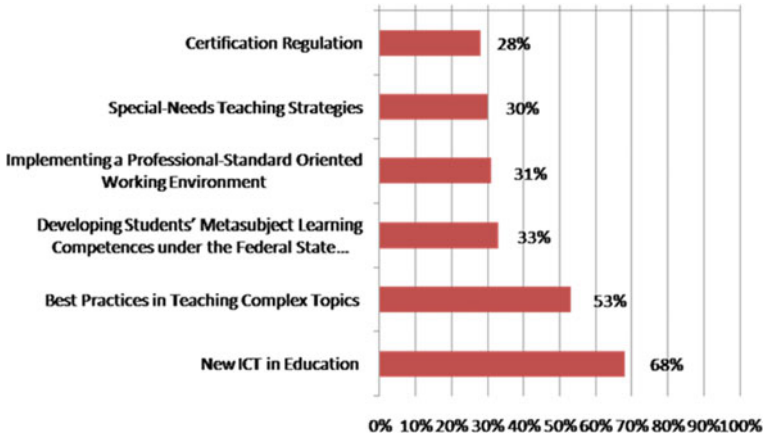 Certification Regulation
28%
Special-Needs Teaching Strategies
30%
Implementing a Professional-Standard Oriented
Working Environment
31%
Developing Students' Metasubject Learning
Competences under the Federal State...
33%
Best Practices in Teaching Complex Topics
53%
New ICT in Education
68%
0% 10% 20% 30% 40% 50% 60% 70% 80% 90% 100%